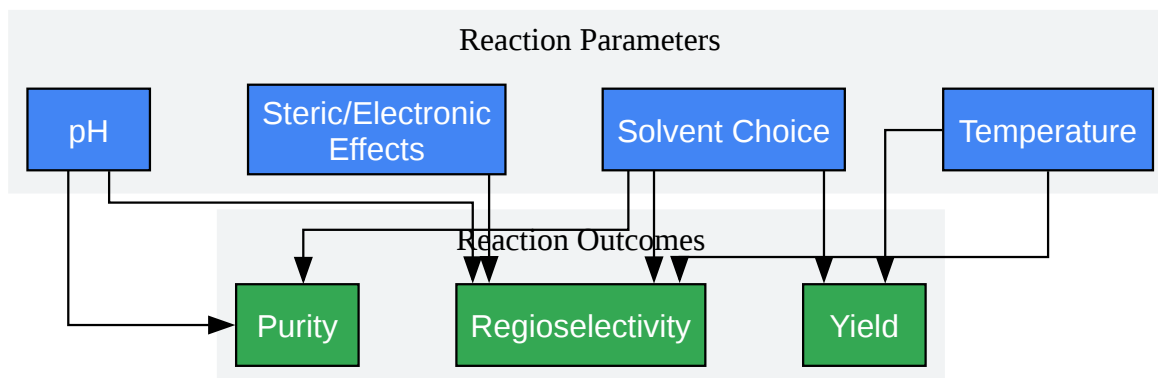 Reaction Parameters
pH
Steric/Electronic
Effects
Solvent Choice
Temperature
Reaction Outcomes
Purity
Regioselectivity
Yield